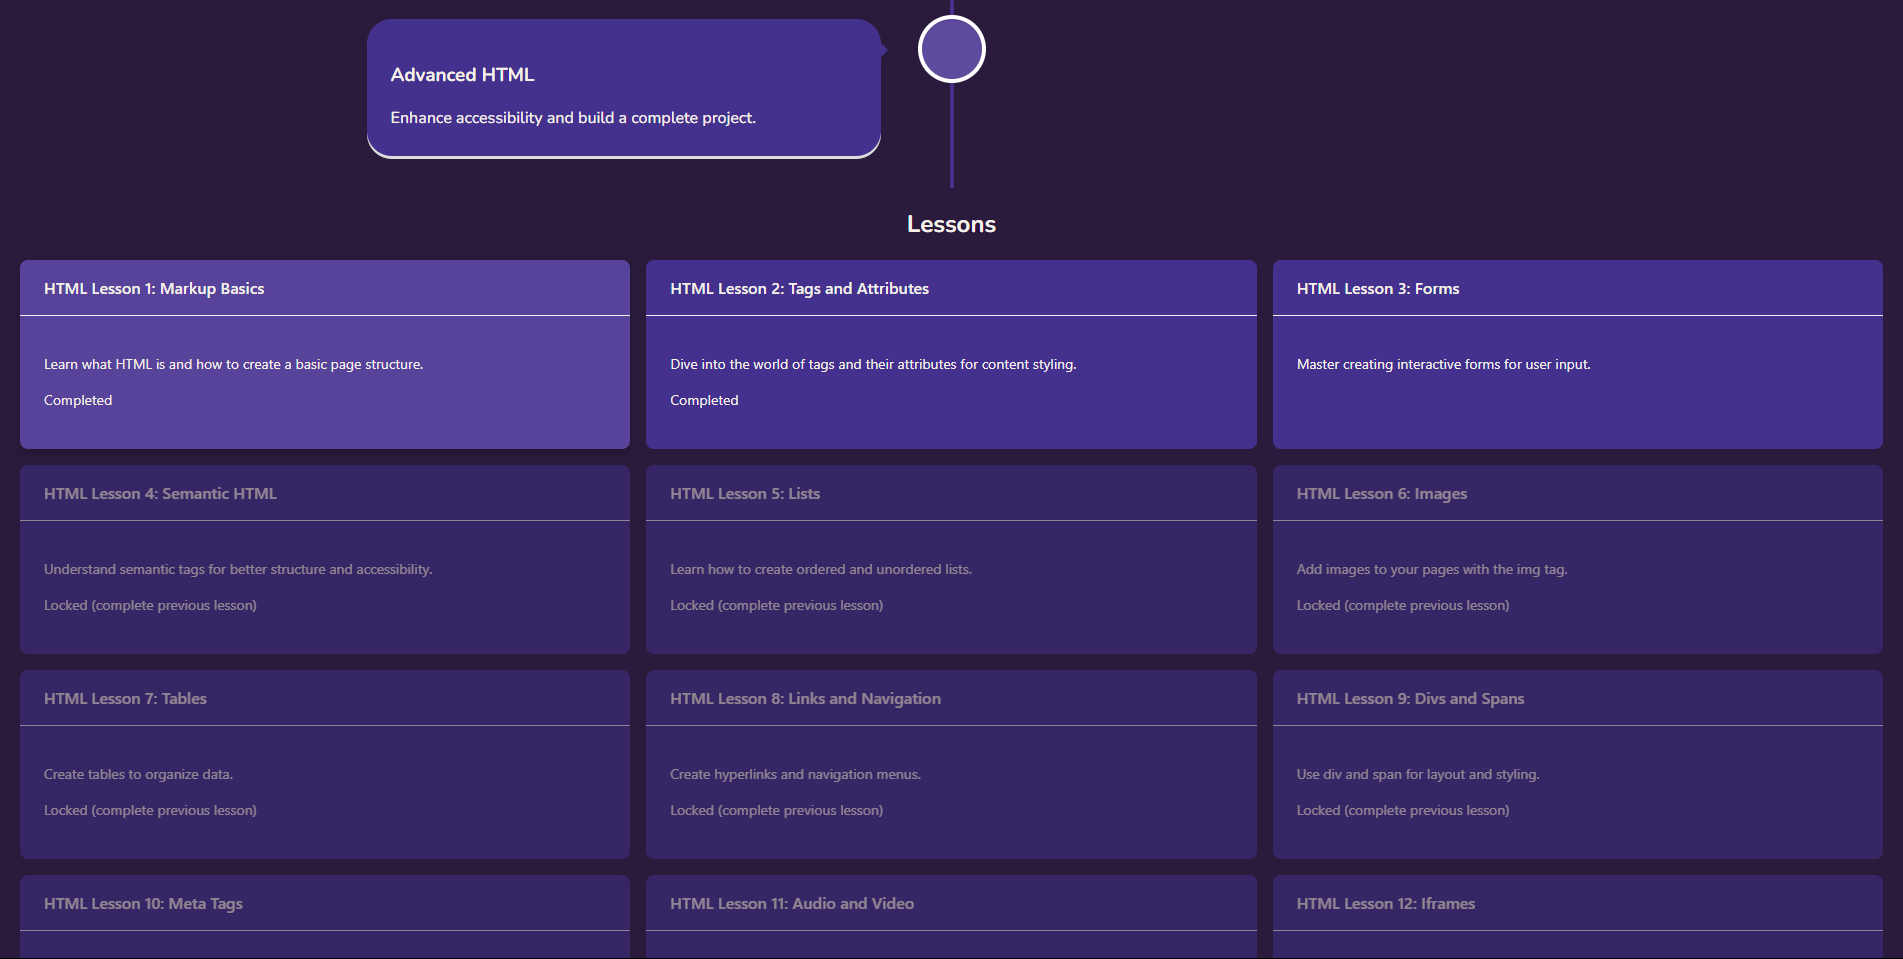 Advanced HTML
Enhance accessibility and build a complete project.
Lessons
HTML Lesson 1: Markup Basics
Learn what HTML is and how to create a basic page structure.
Completed
HTML Lesson 2: Tags and Attributes
Dive into the world of tags and their attributes for content styling.
Completed
HTML Lesson 3: Forms
Master creating interactive forms for user input.
HTML Lesson 4: Semantic HTML
Understand semantic tags for better structure and accessibility.
Locked (complete previous lesson)
HTML Lesson 5: Lists
Learn how to create ordered and unordered lists.
Locked (complete previous lesson)
HTML Lesson 6: Images
Add images to your pages with the img tag.
Locked (complete previous lesson)
HTML Lesson 7: Tables
Create tables to organize data.
Locked (complete previous lesson)
HTML Lesson 8: Links and Navigation
Create hyperlinks and navigation menus.
Locked (complete previous lesson)
HTML Lesson 9: Divs and Spans
Use div and span for layout and styling.
Locked (complete previous lesson)
HTML Lesson 10: Meta Tags
HTML Lesson 11: Audio and Video
HTML Lesson 12: Iframes